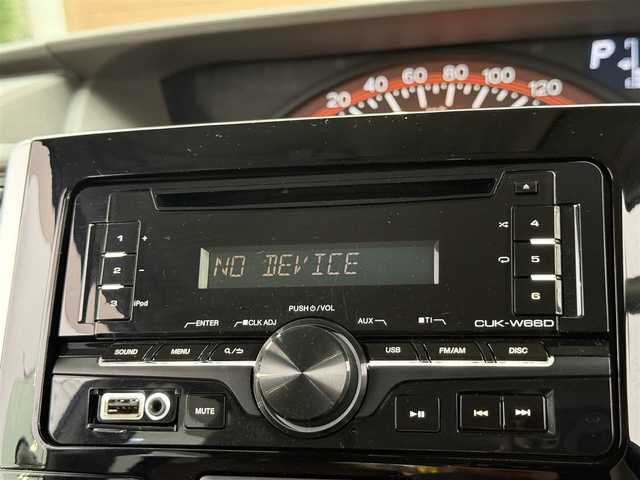 P
20 40 60 80 100 120
1 +
2 -
3 iPod
4
5
6
NO DEVICE
PUSH /VOL
ENTER
CLK ADJ
AUX
TI
CUK-W66D
SOUND
MENU
USB
FM/AM
DISC
MUTE